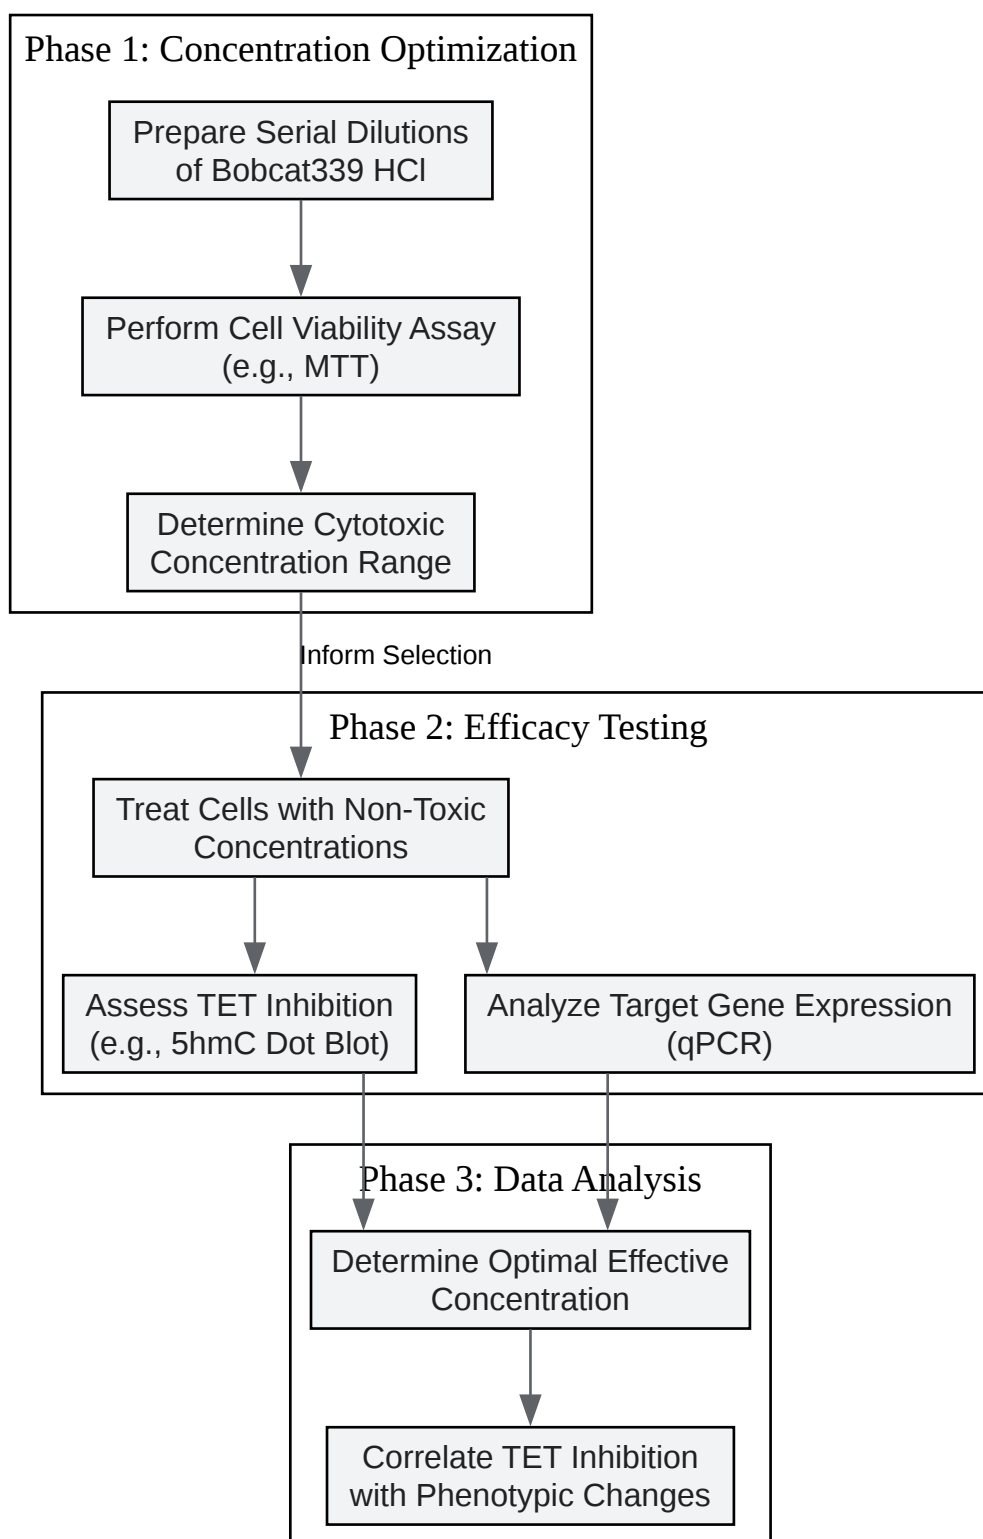 Phase 1: Concentration Optimization
Prepare Serial Dilutions
of Bobcat339 HCl
Perform Cell Viability Assay
(e.g., MTT)
Determine Cytotoxic
Concentration Range
Inform Selection
Phase 2: Efficacy Testing
Treat Cells with Non-Toxic
Concentrations
Assess TET Inhibition
(e.g., 5hmC Dot Blot)
Analyze Target Gene Expression
(qPCR)
Phase 3: Data Analysis
Determine Optimal Effective
Concentration
Correlate TET Inhibition
with Phenotypic Changes